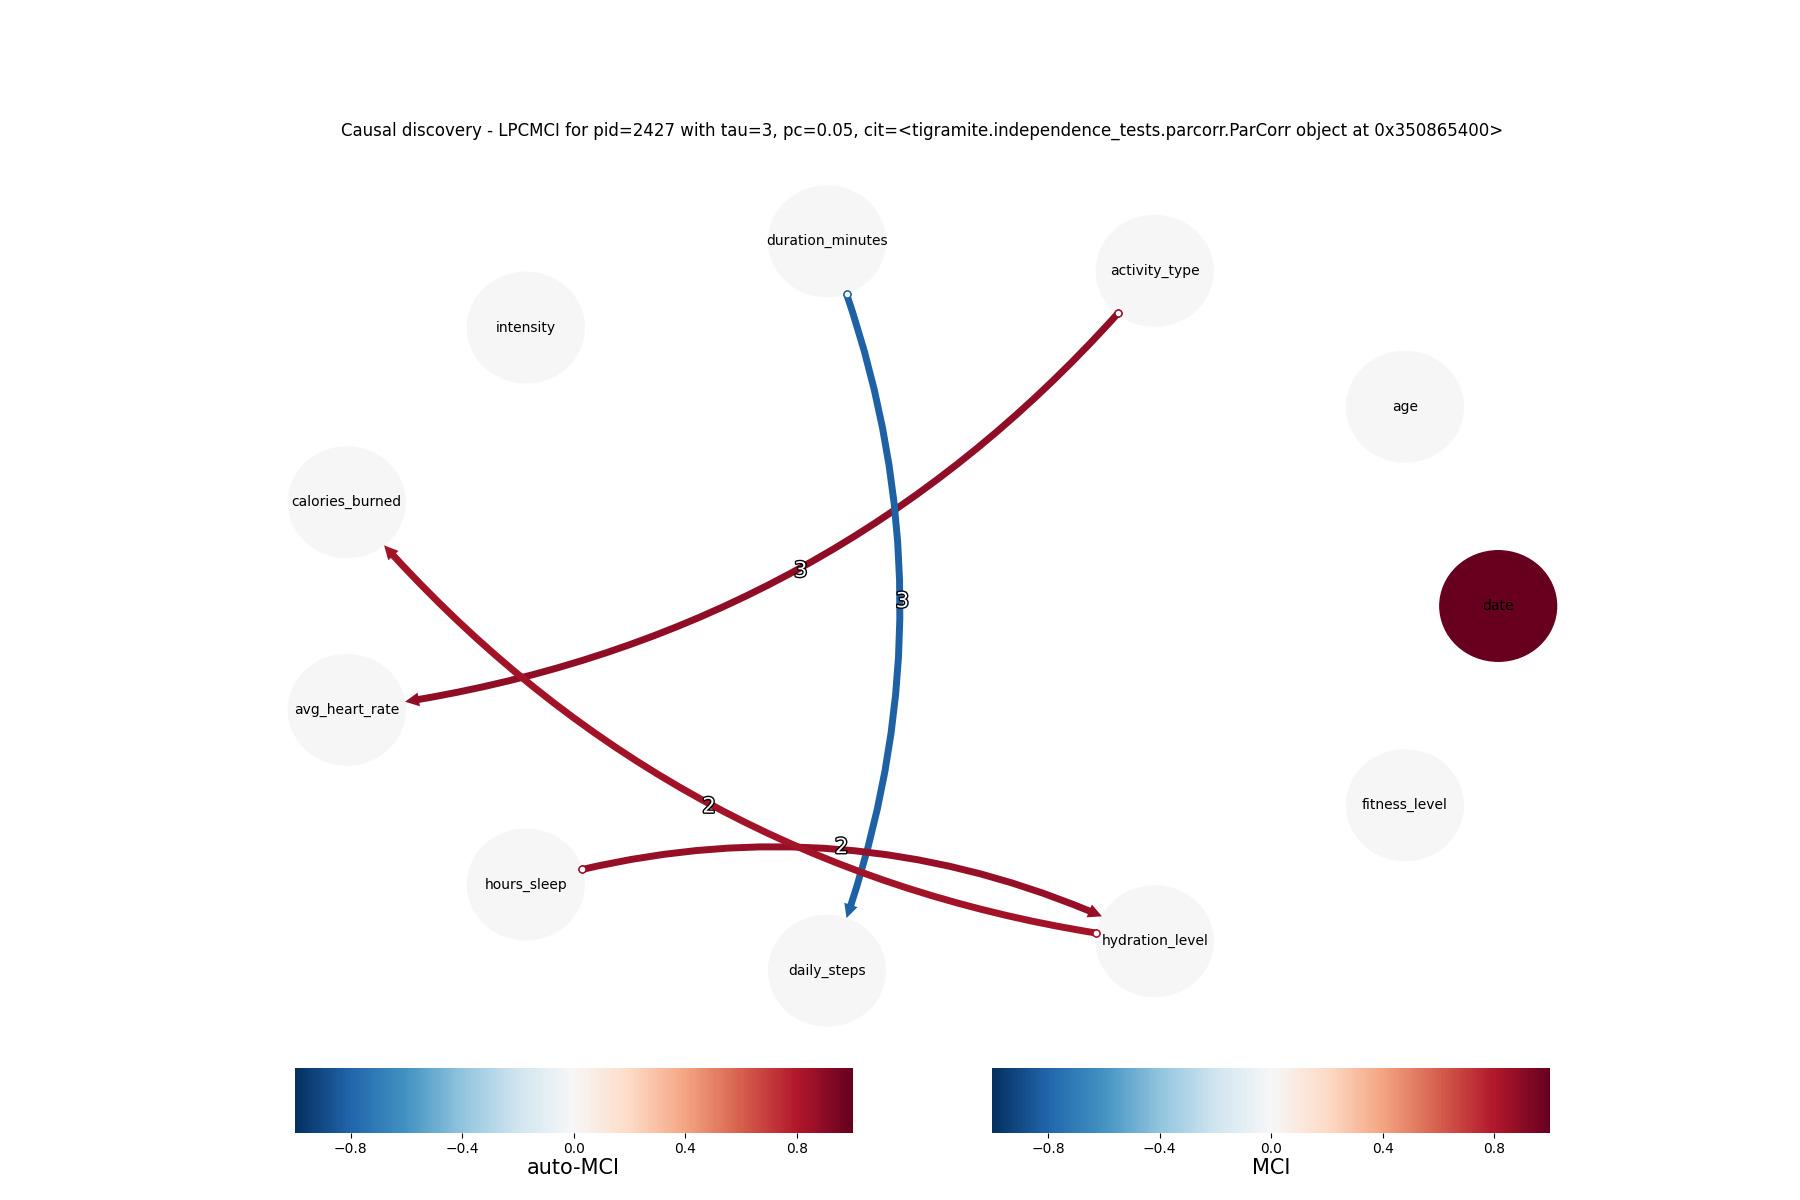 Causal discovery - LPCMCI for pid=2427 with tau=3, pc=0.05, cit=<tigramite.independence_tests.parcorr.ParCorr object at 0x350865400>
duration_minutes
activity_type
intensity
age
calories_burned
3
3
date
avg_heart_rate
2
fitness_level
2
hours_sleep
hydration_level
daily_steps
−0.8 −0.4 0.0 0.4 0.8
auto-MCI
−0.8 −0.4 0.0 0.4 0.8
MCI